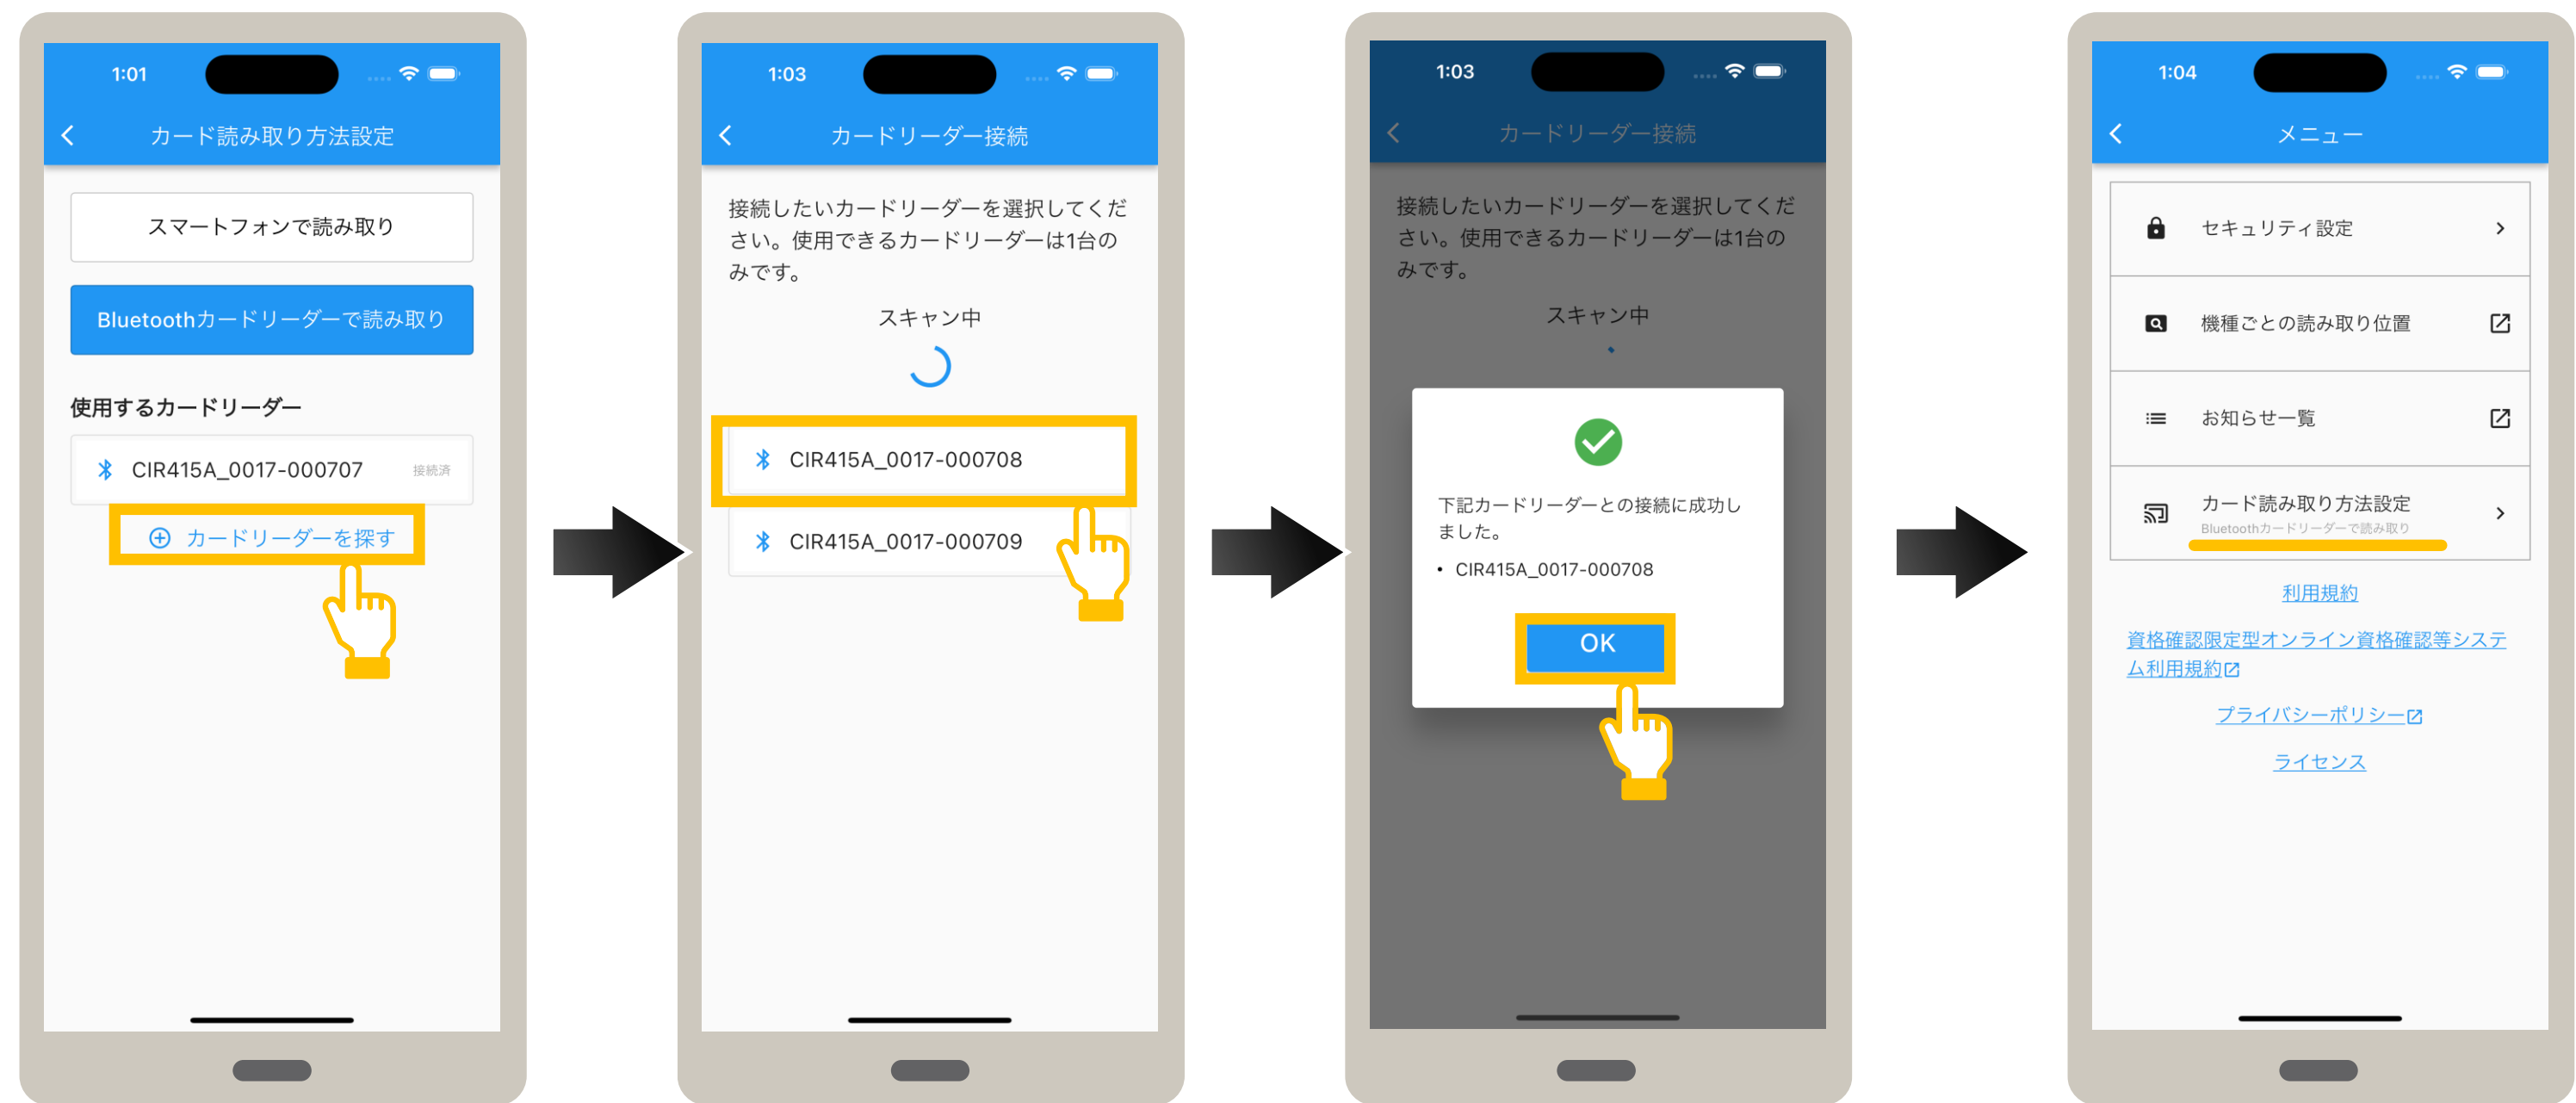 1:01
カード読み取り方法設定
スマートフォンで読み取り
Bluetoothカードリーダーで読み取り
使用するカードリーダー
CIR415A_0017-000707 接続済
カードリーダーを探す
1:03
カードリーダー接続
接続したいカードリーダーを選択してくだ
さい。使用できるカードリーダーは1台の
みです。
スキャン中
CIR415A_0017-000708
CIR415A_0017-000709
1:03
カードリーダー接続
接続したいカードリーダーを選択してくだ
さい。使用できるカードリーダーは1台の
みです。
スキャン中
下記カードリーダーとの接続に成功し
ました。
• CIR415A_0017-000708
OK
1:04
メニュー
セキュリティ設定
機種ごとの読み取り位置
お知らせ一覧
カード読み取り方法設定
Bluetoothカードリーダーで読み取り
利用規約
資格確認限定型オンライン資格確認等システ
ム利用規約
プライバシーポリシー
ライセンス